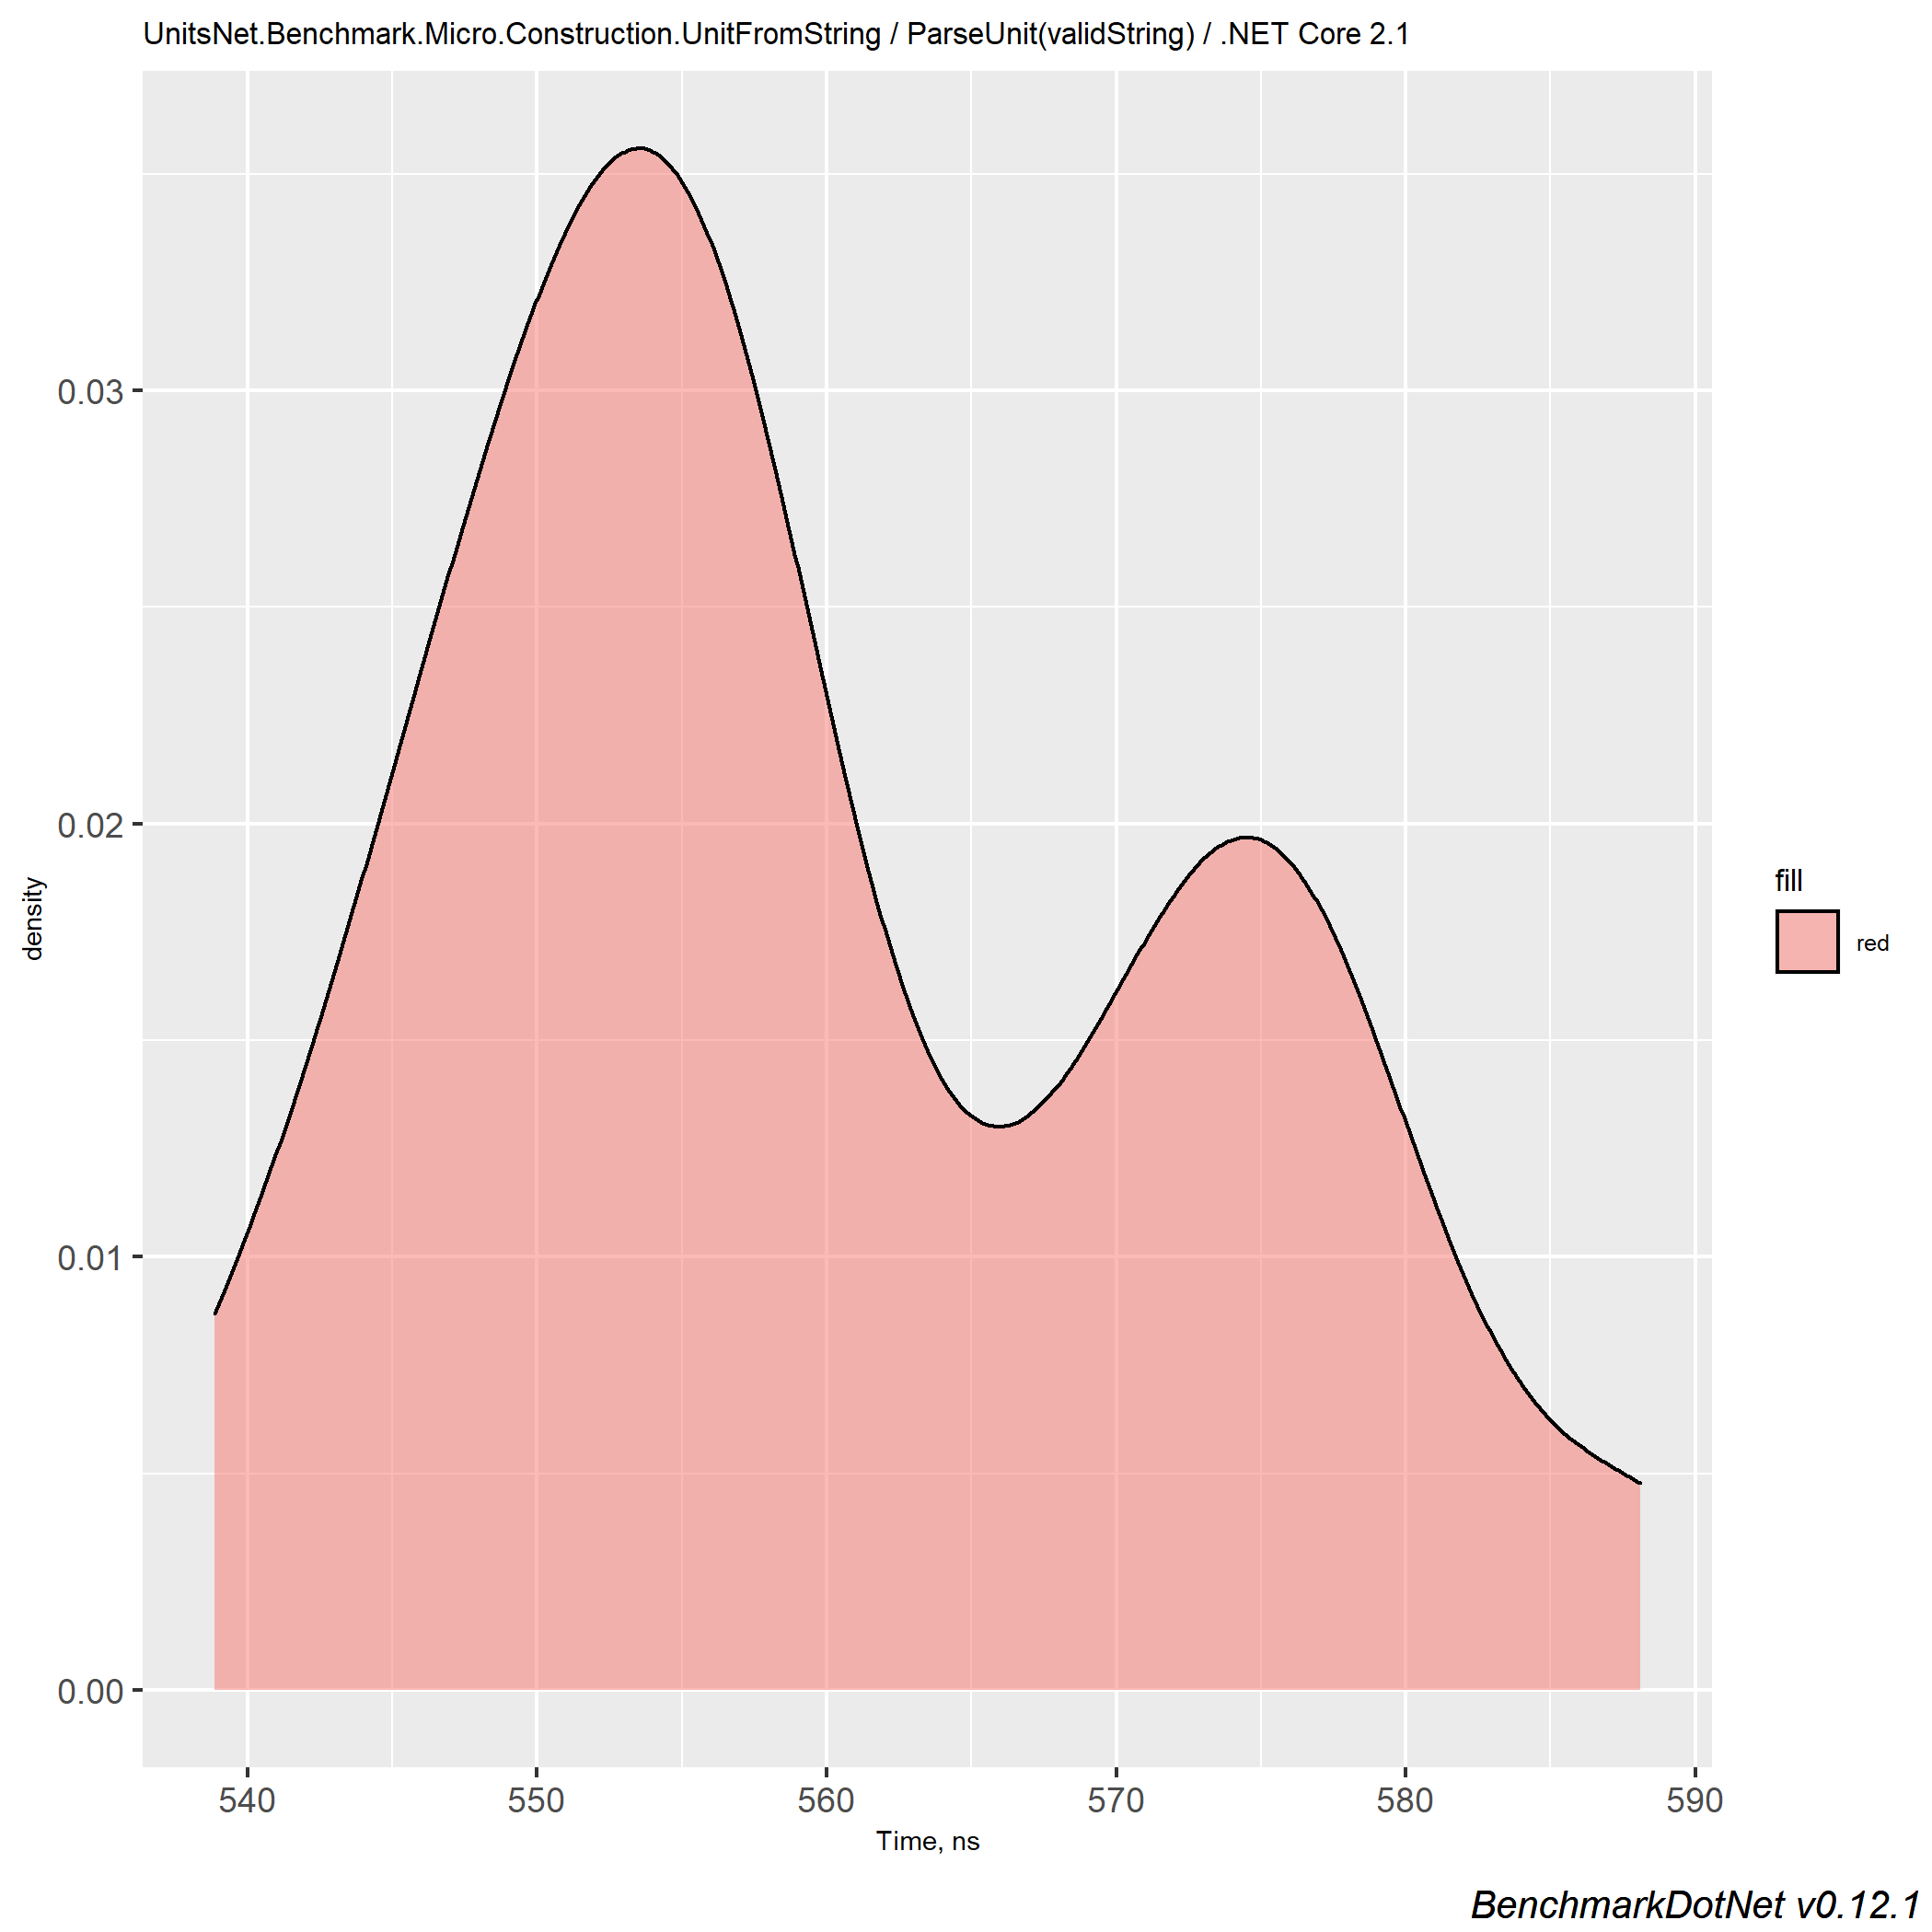 UnitsNet.Benchmark.Micro.Construction.UnitFromString / ParseUnit(validString) / .NET Core 2.1
0.03
0.02
0.01
0.00
density
540 550 560 570 580 590
Time, ns
fill
red
BenchmarkDotNet v0.12.1